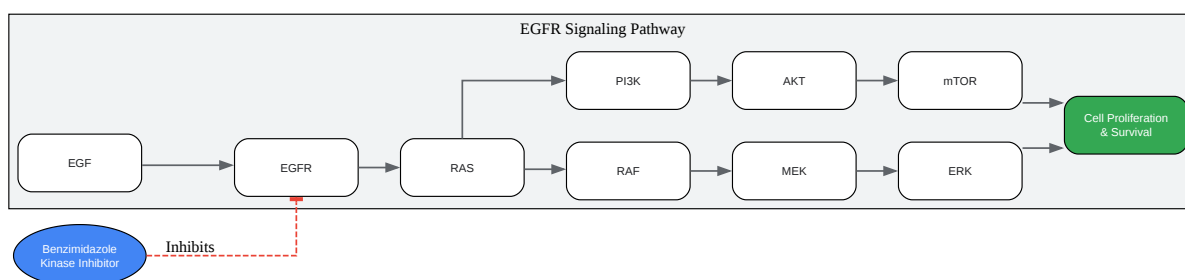 EGFR Signaling Pathway
PI3K
AKT
mTOR
Cell Proliferation
& Survival
EGF
EGFR
RAS
RAF
MEK
ERK
Inhibits
Benzimidazole
Kinase Inhibitor